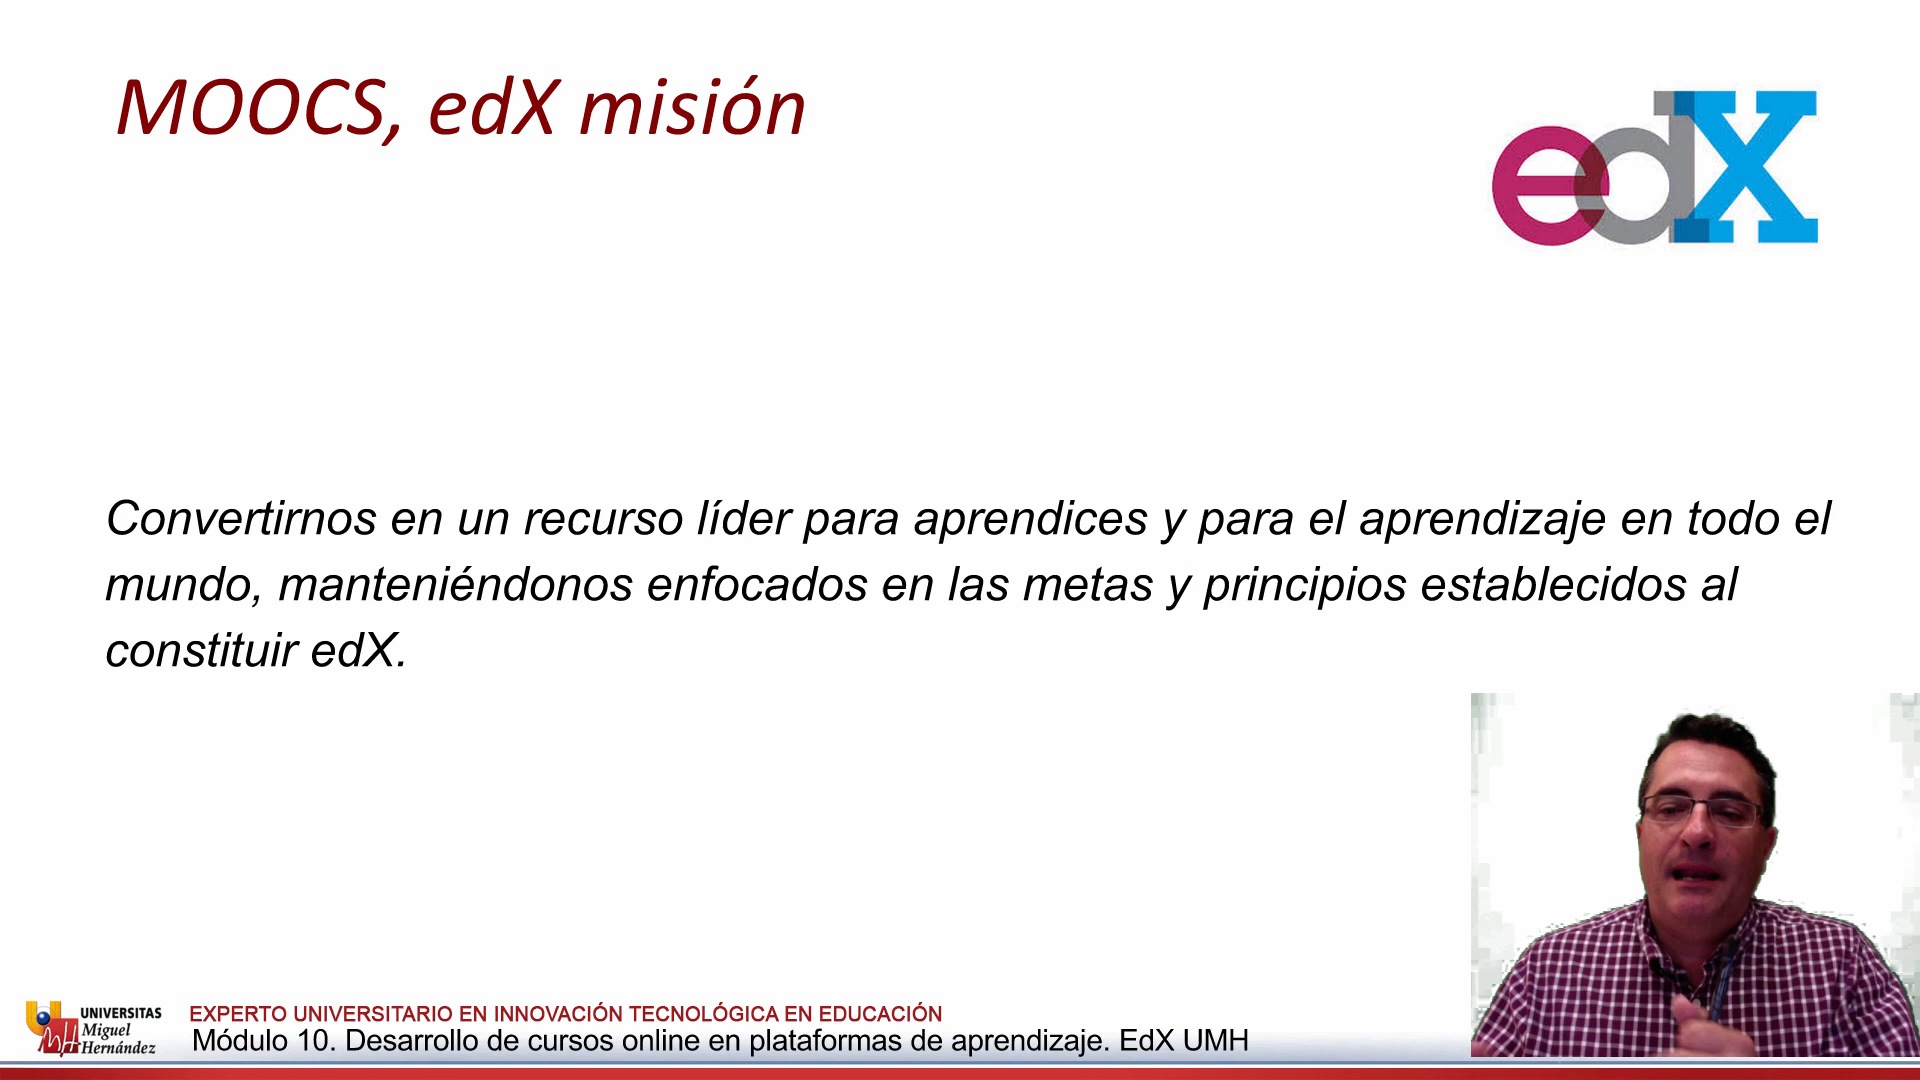 MOOCS, edX misión
edX
Convertirnos en un recurso líder para aprendices y para el aprendizaje en todo el
mundo, manteniéndonos enfocados en las metas y principios establecidos al
constituir edX.
UNIVERSITAS
Miguel
Hernández
EXPERTO UNIVERSITARIO EN INNOVACIÓN TECNOLÓGICA EN EDUCACIÓN
Módulo 10. Desarrollo de cursos online en plataformas de aprendizaje. EdX UMH